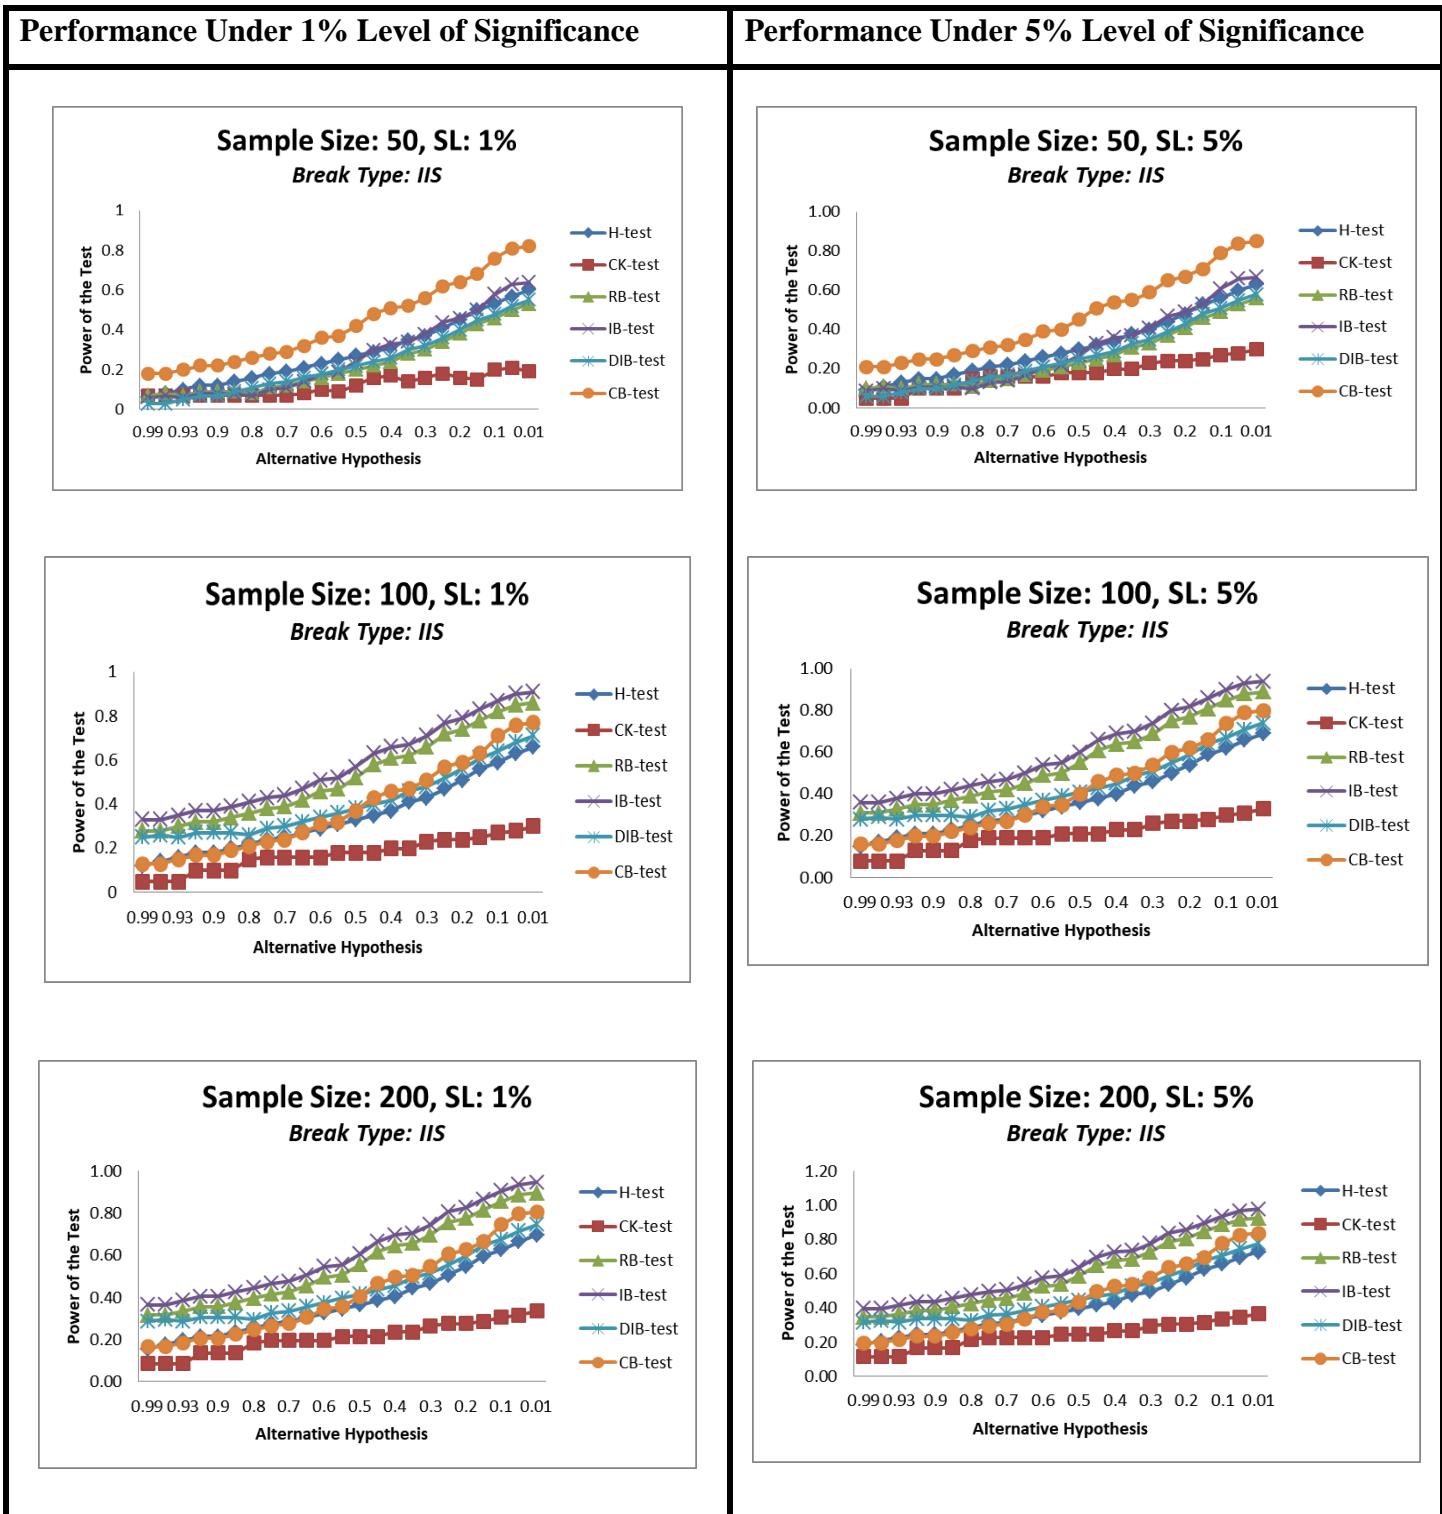 Performance Under 1% Level of Significance
Performance Under 5% Level of Significance
Sample Size: 50, SL: 1%
Break Type: IIS
Power of the Test
1
0.8
0.6
0.4
0.2
0
0.99 0.93 0.9 0.8 0.7 0.6 0.5 0.4 0.3 0.2 0.1 0.01
Alternative Hypothesis
H-test
CK-test
RB-test
IB-test
DIB-test
CB-test
Sample Size: 50, SL: 5%
Break Type: IIS
Power of the Test
1.00
0.80
0.60
0.40
0.20
0.00
0.99 0.93 0.9 0.8 0.7 0.6 0.5 0.4 0.3 0.2 0.1 0.01
Alternative Hypothesis
H-test
CK-test
RB-test
IB-test
DIB-test
CB-test
Sample Size: 100, SL: 1%
Break Type: IIS
Power of the Test
1
0.8
0.6
0.4
0.2
0
0.99 0.93 0.9 0.8 0.7 0.6 0.5 0.4 0.3 0.2 0.1 0.01
Alternative Hypothesis
H-test
CK-test
RB-test
IB-test
DIB-test
CB-test
Sample Size: 100, SL: 5%
Break Type: IIS
Power of the Test
1.00
0.80
0.60
0.40
0.20
0.00
0.99 0.93 0.9 0.8 0.7 0.6 0.5 0.4 0.3 0.2 0.1 0.01
Alternative Hypothesis
H-test
CK-test
RB-test
IB-test
DIB-test
CB-test
Sample Size: 200, SL: 1%
Break Type: IIS
Power of the Test
1.00
0.80
0.60
0.40
0.20
0.00
0.99 0.93 0.9 0.8 0.7 0.6 0.5 0.4 0.3 0.2 0.1 0.01
Alternative Hypothesis
H-test
CK-test
RB-test
IB-test
DIB-test
CB-test
Sample Size: 200, SL: 5%
Break Type: IIS
Power of the Test
1.20
1.00
0.80
0.60
0.40
0.20
0.00
0.99 0.93 0.9 0.8 0.7 0.6 0.5 0.4 0.3 0.2 0.1 0.01
Alternative Hypothesis
H-test
CK-test
RB-test
IB-test
DIB-test
CB-test